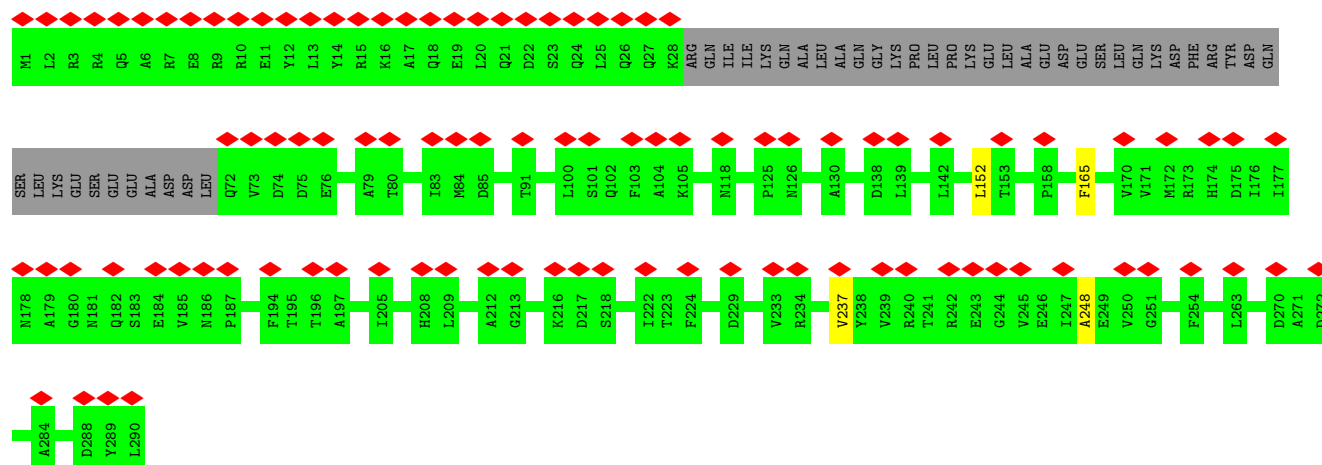 M1 L2 R3 R4 Q5 A6 R7 E8 R9 R10 E11 Y12 L13 Y14 R15 K16 A17 Q18 E19 L20 Q21 D22 S23 Q24 L25 Q26 Q27 K28 ARG GLN ILE ILE LYS GLN ALA LEU ALA GLN GLY LYS PRO LEU PRO LYS GLU LEU ALA GLU ASP GLU SER LEU GLN LYS ASP PHE ARG TYR ASP GLN
SER LEU LYS GLU SER GLU GLU ALA ASP ASP LEU Q72 V73 D74 D75 E76 A79 T80 I83 M84 D85 T91 L100 S101 Q102 F103 A104 K105 N118 P125 N126 A130 D138 L139 L142 L152 T153 P158 F165 V170 V171 M172 R173 H174 D175 I176 I177
N178 A179 G180 N181 Q182 S183 E184 V185 N186 P187 F194 T195 T196 A197 I205 H208 L209 A212 G213 K216 D217 S218 I222 T223 F224 D229 V233 R234 V237 Y238 V239 R240 T241 R242 E243 G244 V245 E246 I247 A248 E249 V250 G251 F254 L263 D270 A271 D272
A284 D288 Y289 L290